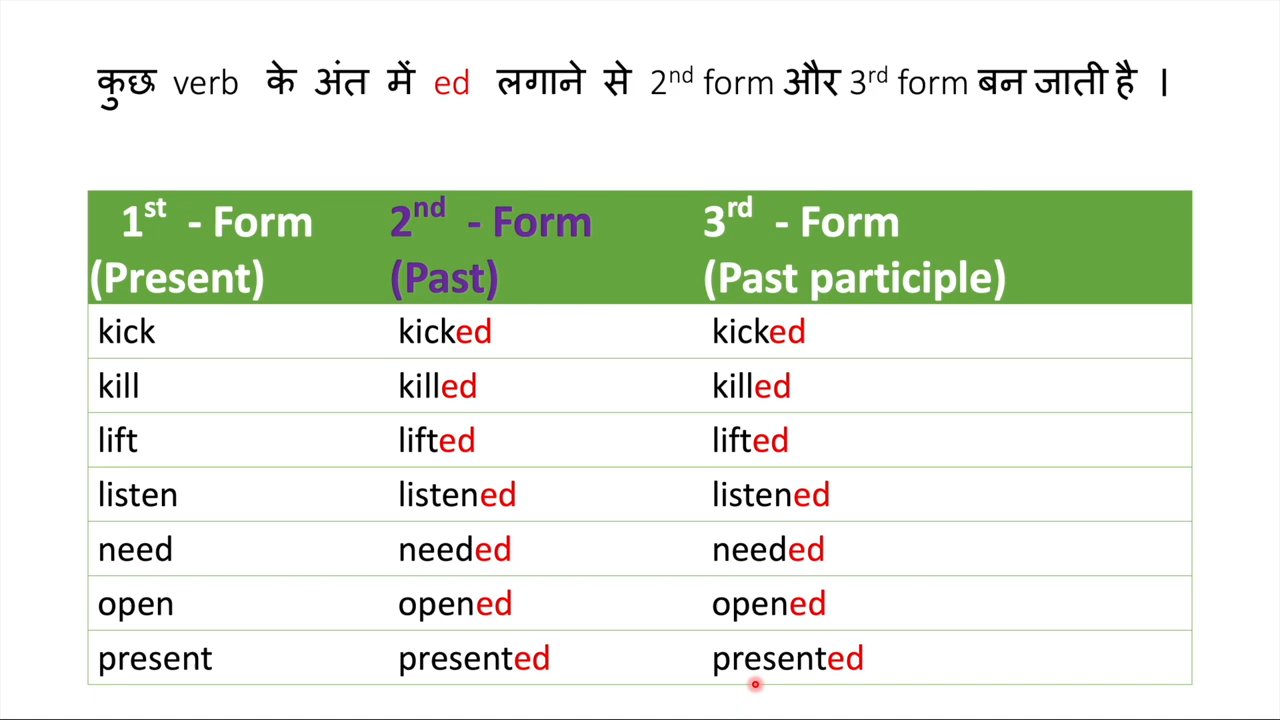 कुछ verb के अंत में ed लगाने से 2nd form और 3rd form बन जाती है ।
1st - Form 2nd - Form 3rd - Form
(Present) (Past) (Past participle)
kick kicked kicked
kill killed killed
lift lifted lifted
listen listened listened
need needed needed
open opened opened
present presented presented